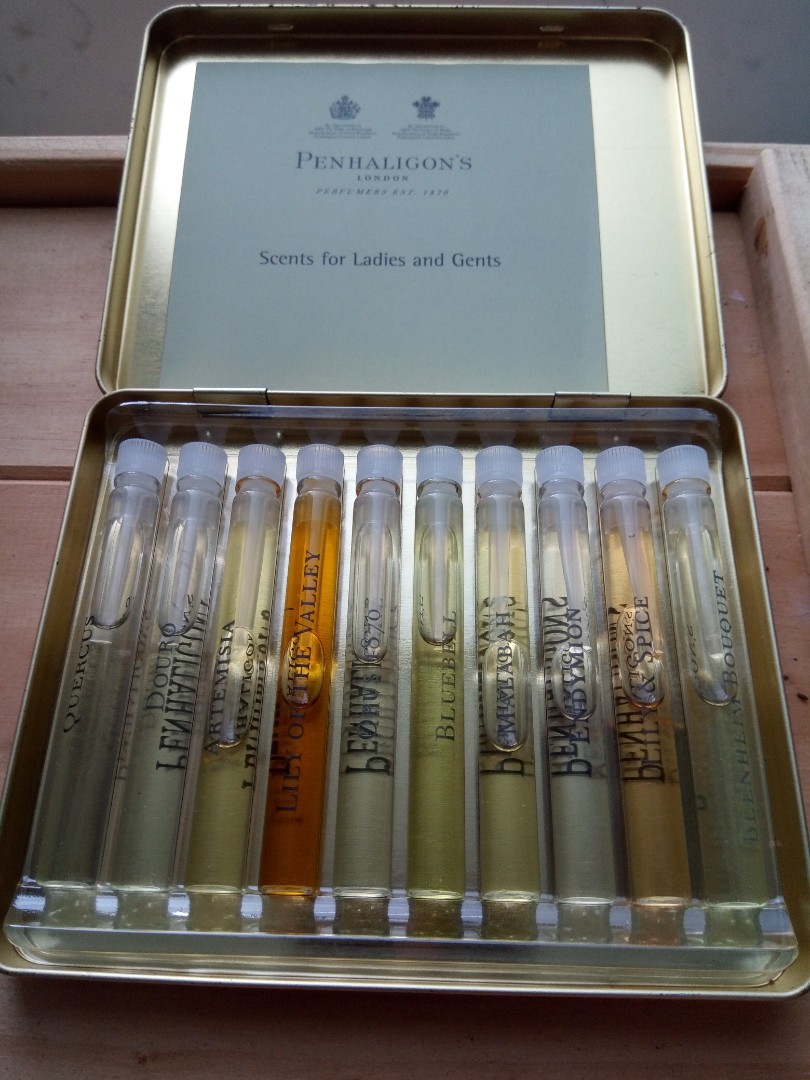 PENHALIGON'S
LONDON
PERFUMERS EST. 1870
Scents for Ladies and Gents
QUERCUS
DOURO
ARTEMISIA
LILY OF THE VALLEY
BLUEBELL
MALABAH
ENDYMION
LILY & SPICE
BLENHEIM BOUQUET